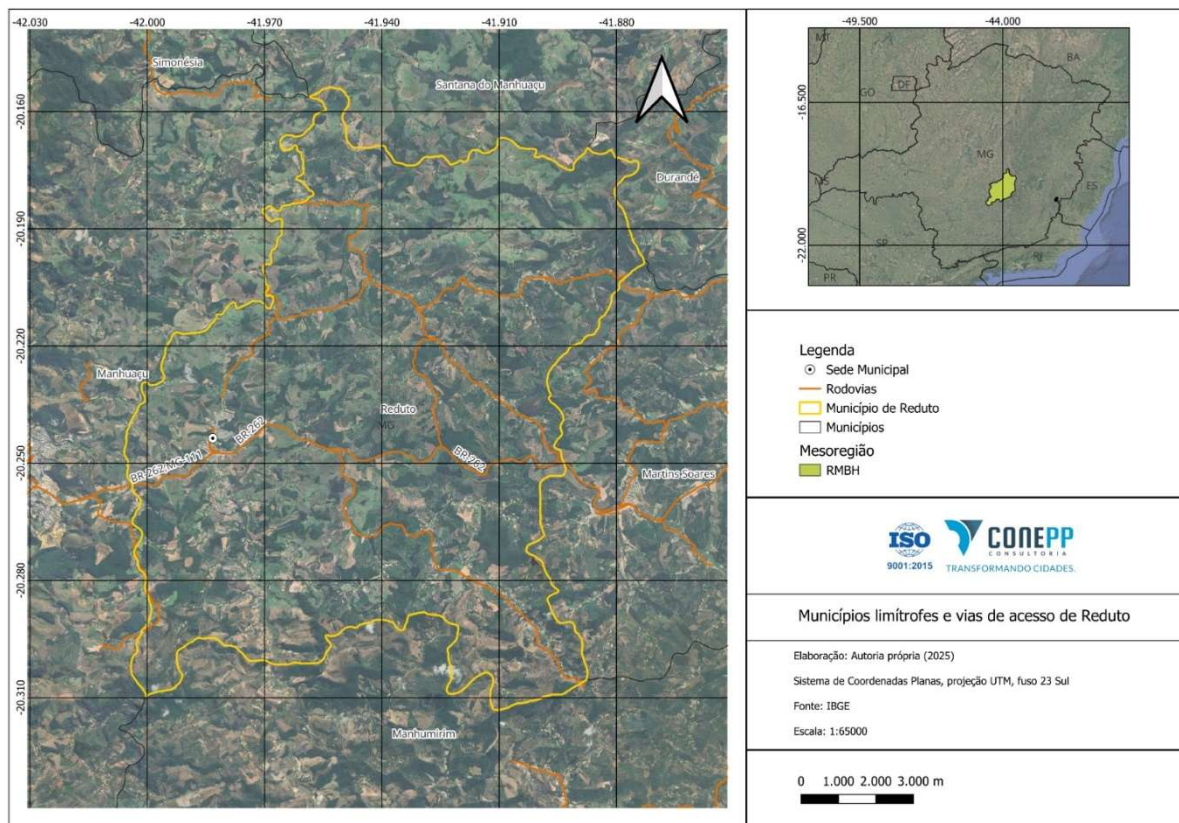 -42.030
-42.000
-41.970
-41.940
-41.910
-41.880
-20.160
-20.190
-20.220
-20.250
-20.280
-20.310
Simonésia
Santana do Manhuaçu
Durandé
Manhuaçu
Reduto
MG
BR-262
BR-262;MG-111
BR-262
Martins Soares
Manhumirim
-49.500
-44.000
-16.500
-22.000
MT
BA
GO
DF
MG
MS
ES
SP
RJ
PR
Legenda
Sede Municipal
Rodovias
Município de Reduto
Municípios
Mesoregião
RMBH
ISO
9001:2015
CONEPP
CONSULTORIA
TRANSFORMANDO CIDADES.
Municípios limítrofes e vias de acesso de Reduto
Elaboração: Autoria própria (2025)
Sistema de Coordenadas Planas, projeção UTM, fuso 23 Sul
Fonte: IBGE
Escala: 1:65000
0 1.000 2.000 3.000 m